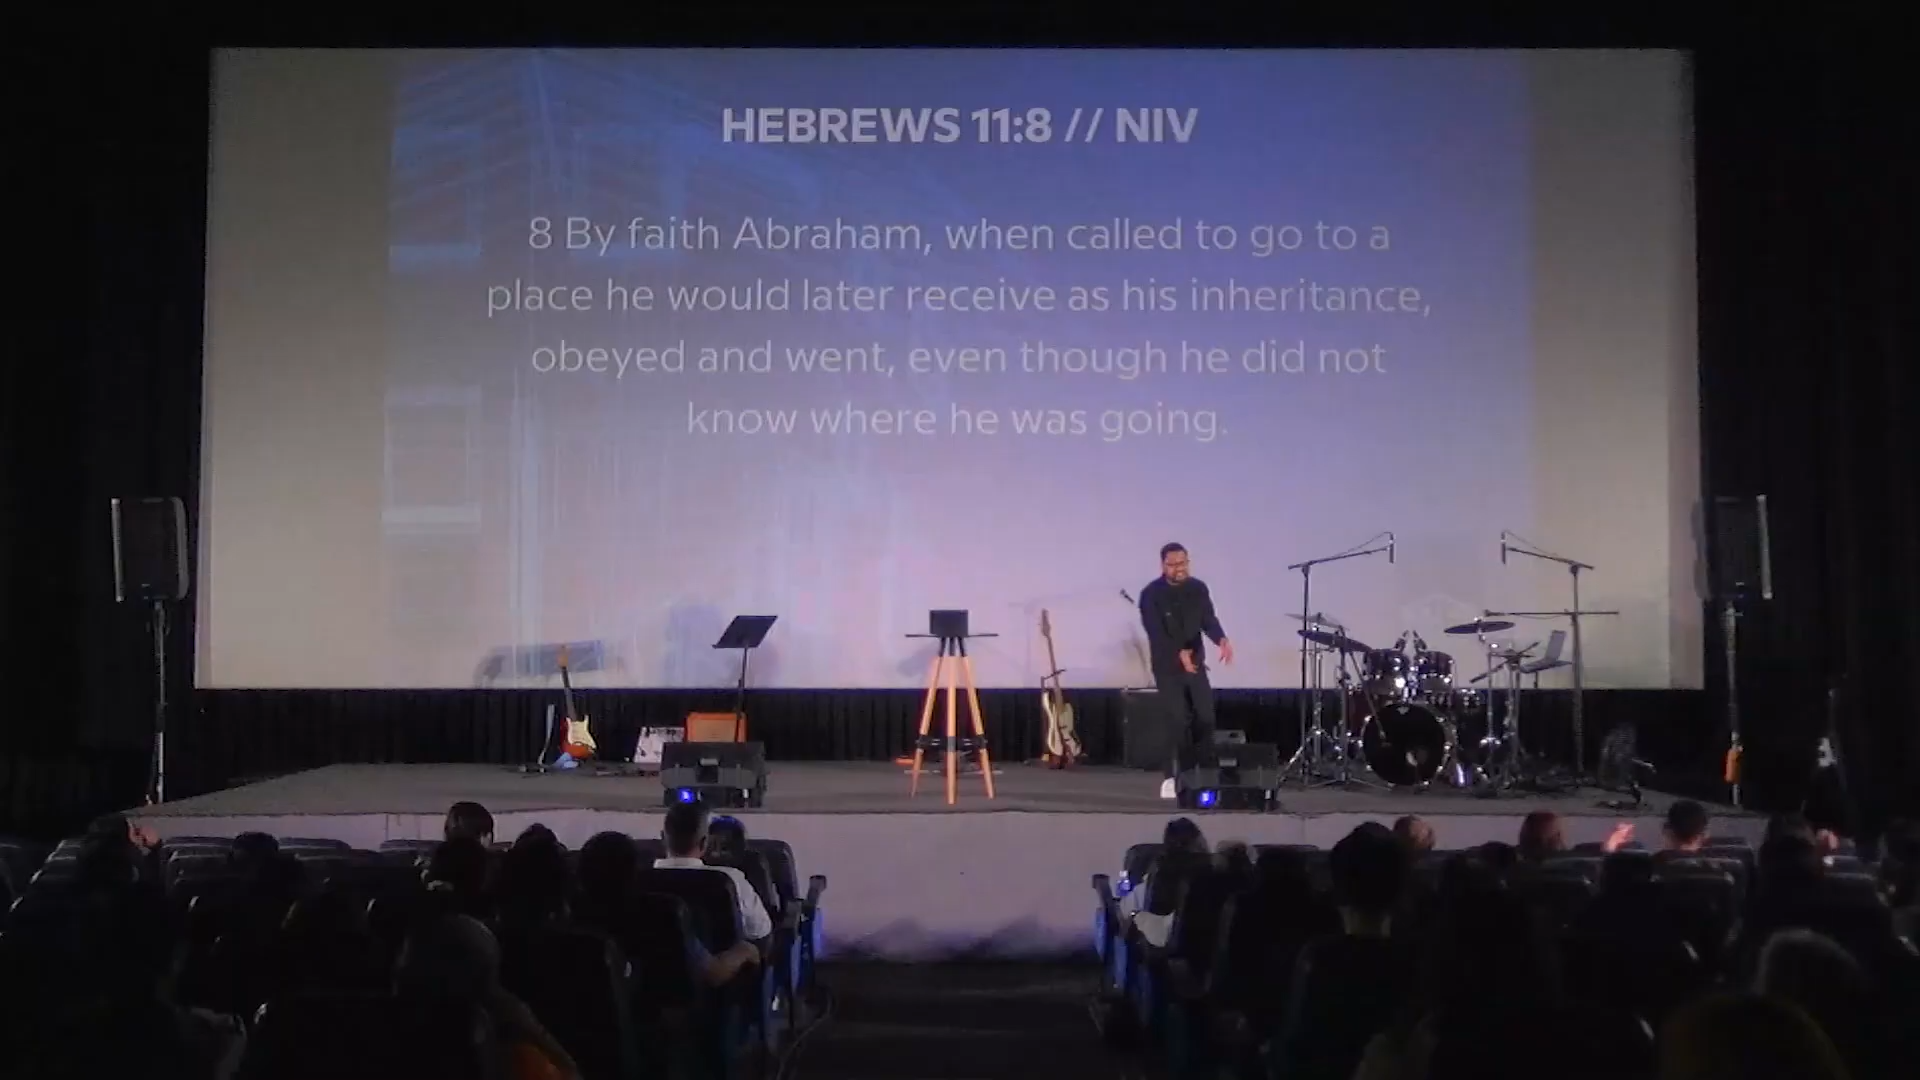 HEBREWS 11:8 // NIV
8 By faith Abraham, when called to go to a
place he would later receive as his inheritance,
obeyed and went, even though he did not
know where he was going.